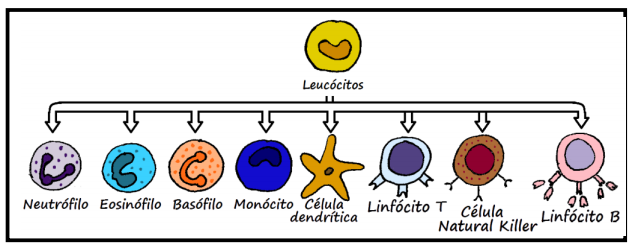 Leucócitos
Neutrófilo
Eosinófilo
Basófilo
Monócito
Célula
dendrítica
Linfócito T
Célula
Natural Killer
Linfócito B